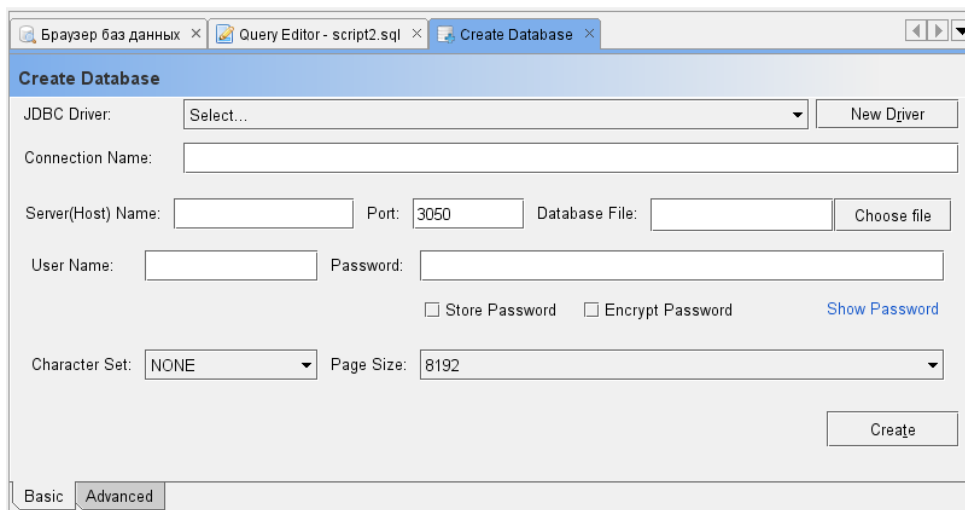 Браузер баз данных Query Editor - script2.sql Create Database
Create Database
JDBC Driver: Select... New Driver
Connection Name:
Server(Host) Name: Port: 3050 Database File: Choose file
User Name: Password:
Store Password Encrypt Password Show Password
Character Set: NONE Page Size: 8192
Create
Basic Advanced